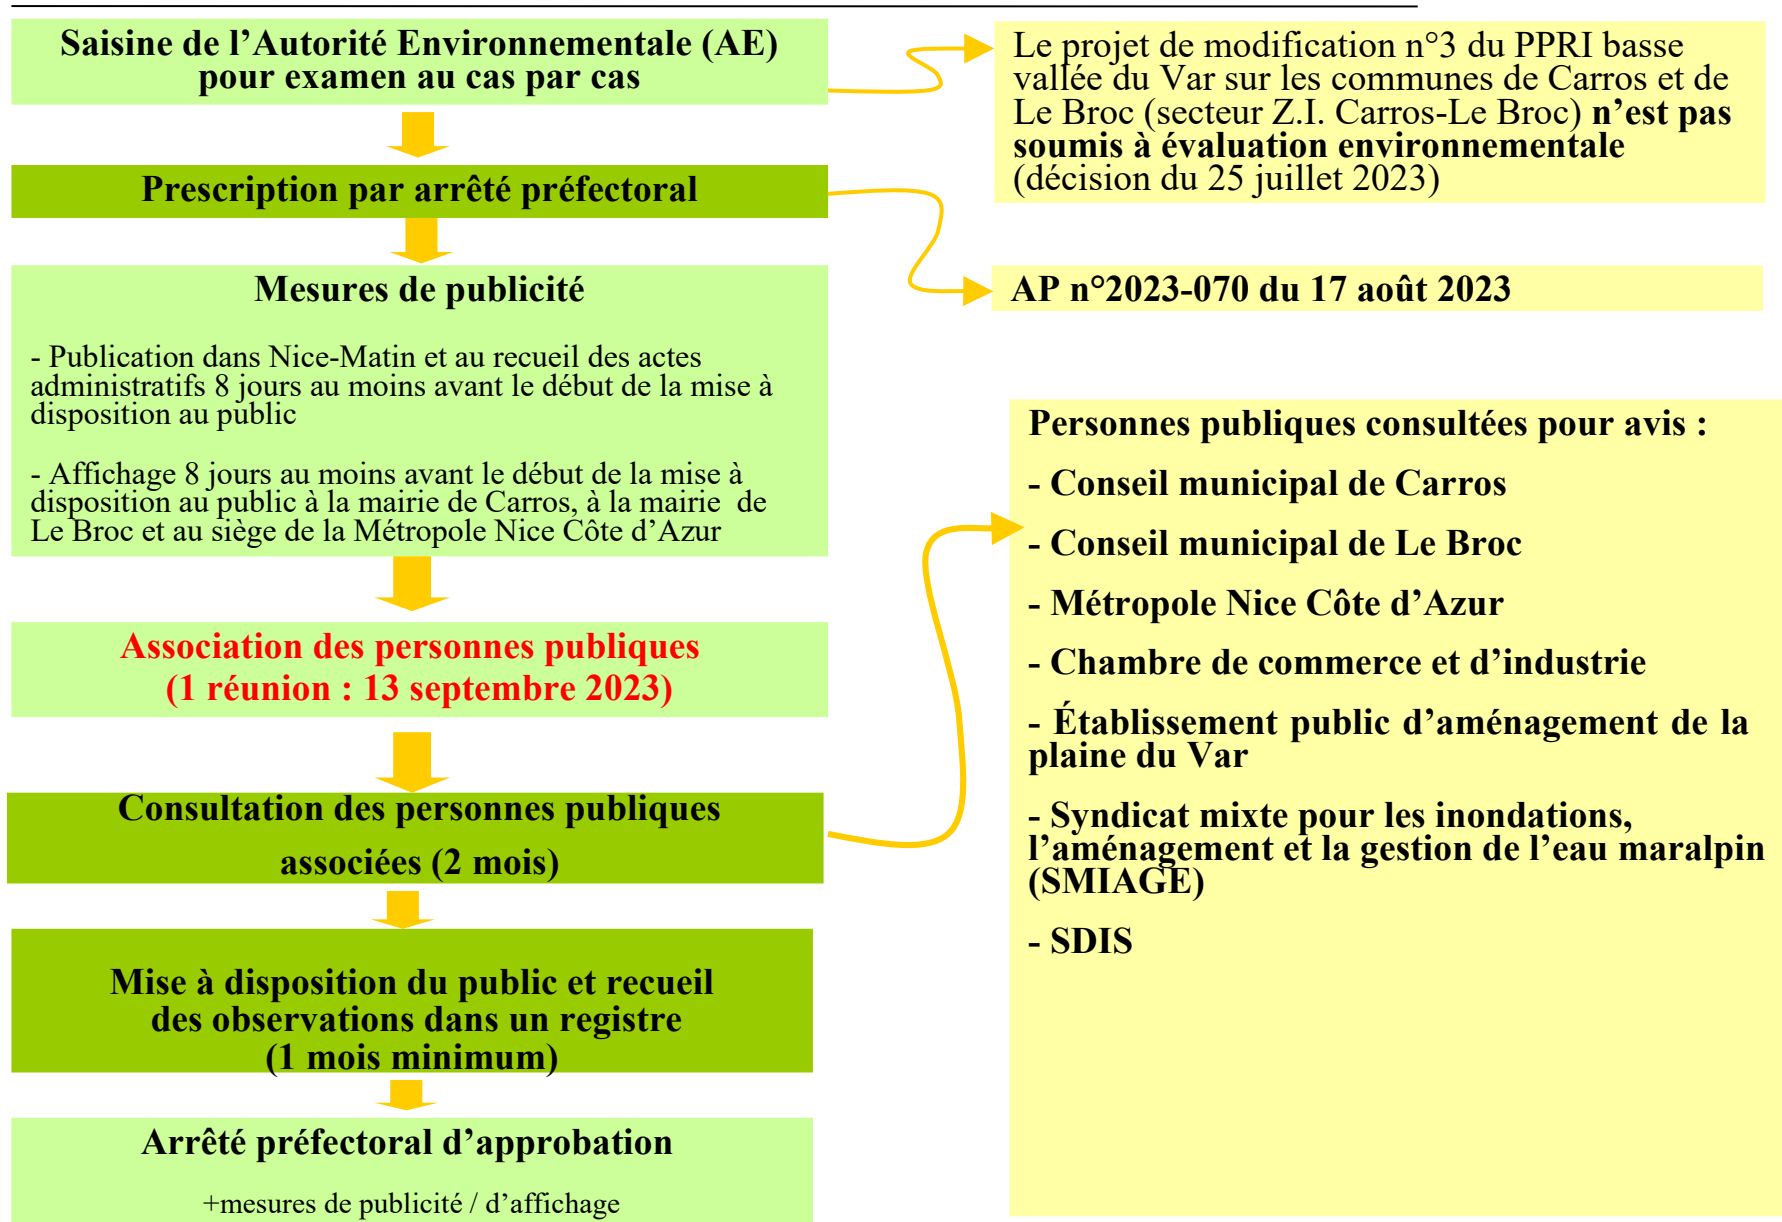 Saisine de l’Autorité Environnementale (AE)
pour examen au cas par cas
Le projet de modification n°3 du PPRI basse
vallée du Var sur les communes de Carros et de
Le Broc (secteur Z.I. Carros-Le Broc) n’est pas
soumis à évaluation environnementale
(décision du 25 juillet 2023)
Prescription par arrêté préfectoral
AP n°2023-070 du 17 août 2023
Mesures de publicité
- Publication dans Nice-Matin et au recueil des actes
administratifs 8 jours au moins avant le début de la mise à
disposition au public
- Affichage 8 jours au moins avant le début de la mise à
disposition au public à la mairie de Carros, à la mairie  de
Le Broc et au siège de la Métropole Nice Côte d’Azur
Association des personnes publiques
(1 réunion : 13 septembre 2023)
Consultation des personnes publiques
associées (2 mois)
Personnes publiques consultées pour avis :
- Conseil municipal de Carros
- Conseil municipal de Le Broc
- Métropole Nice Côte d’Azur
- Chambre de commerce et d’industrie
- Établissement public d’aménagement de la
plaine du Var
- Syndicat mixte pour les inondations,
l’aménagement et la gestion de l’eau maralpin
(SMIAGE)
- SDIS
Mise à disposition du public et recueil
des observations dans un registre
(1 mois minimum)
Arrêté préfectoral d’approbation
+mesures de publicité / d’affichage